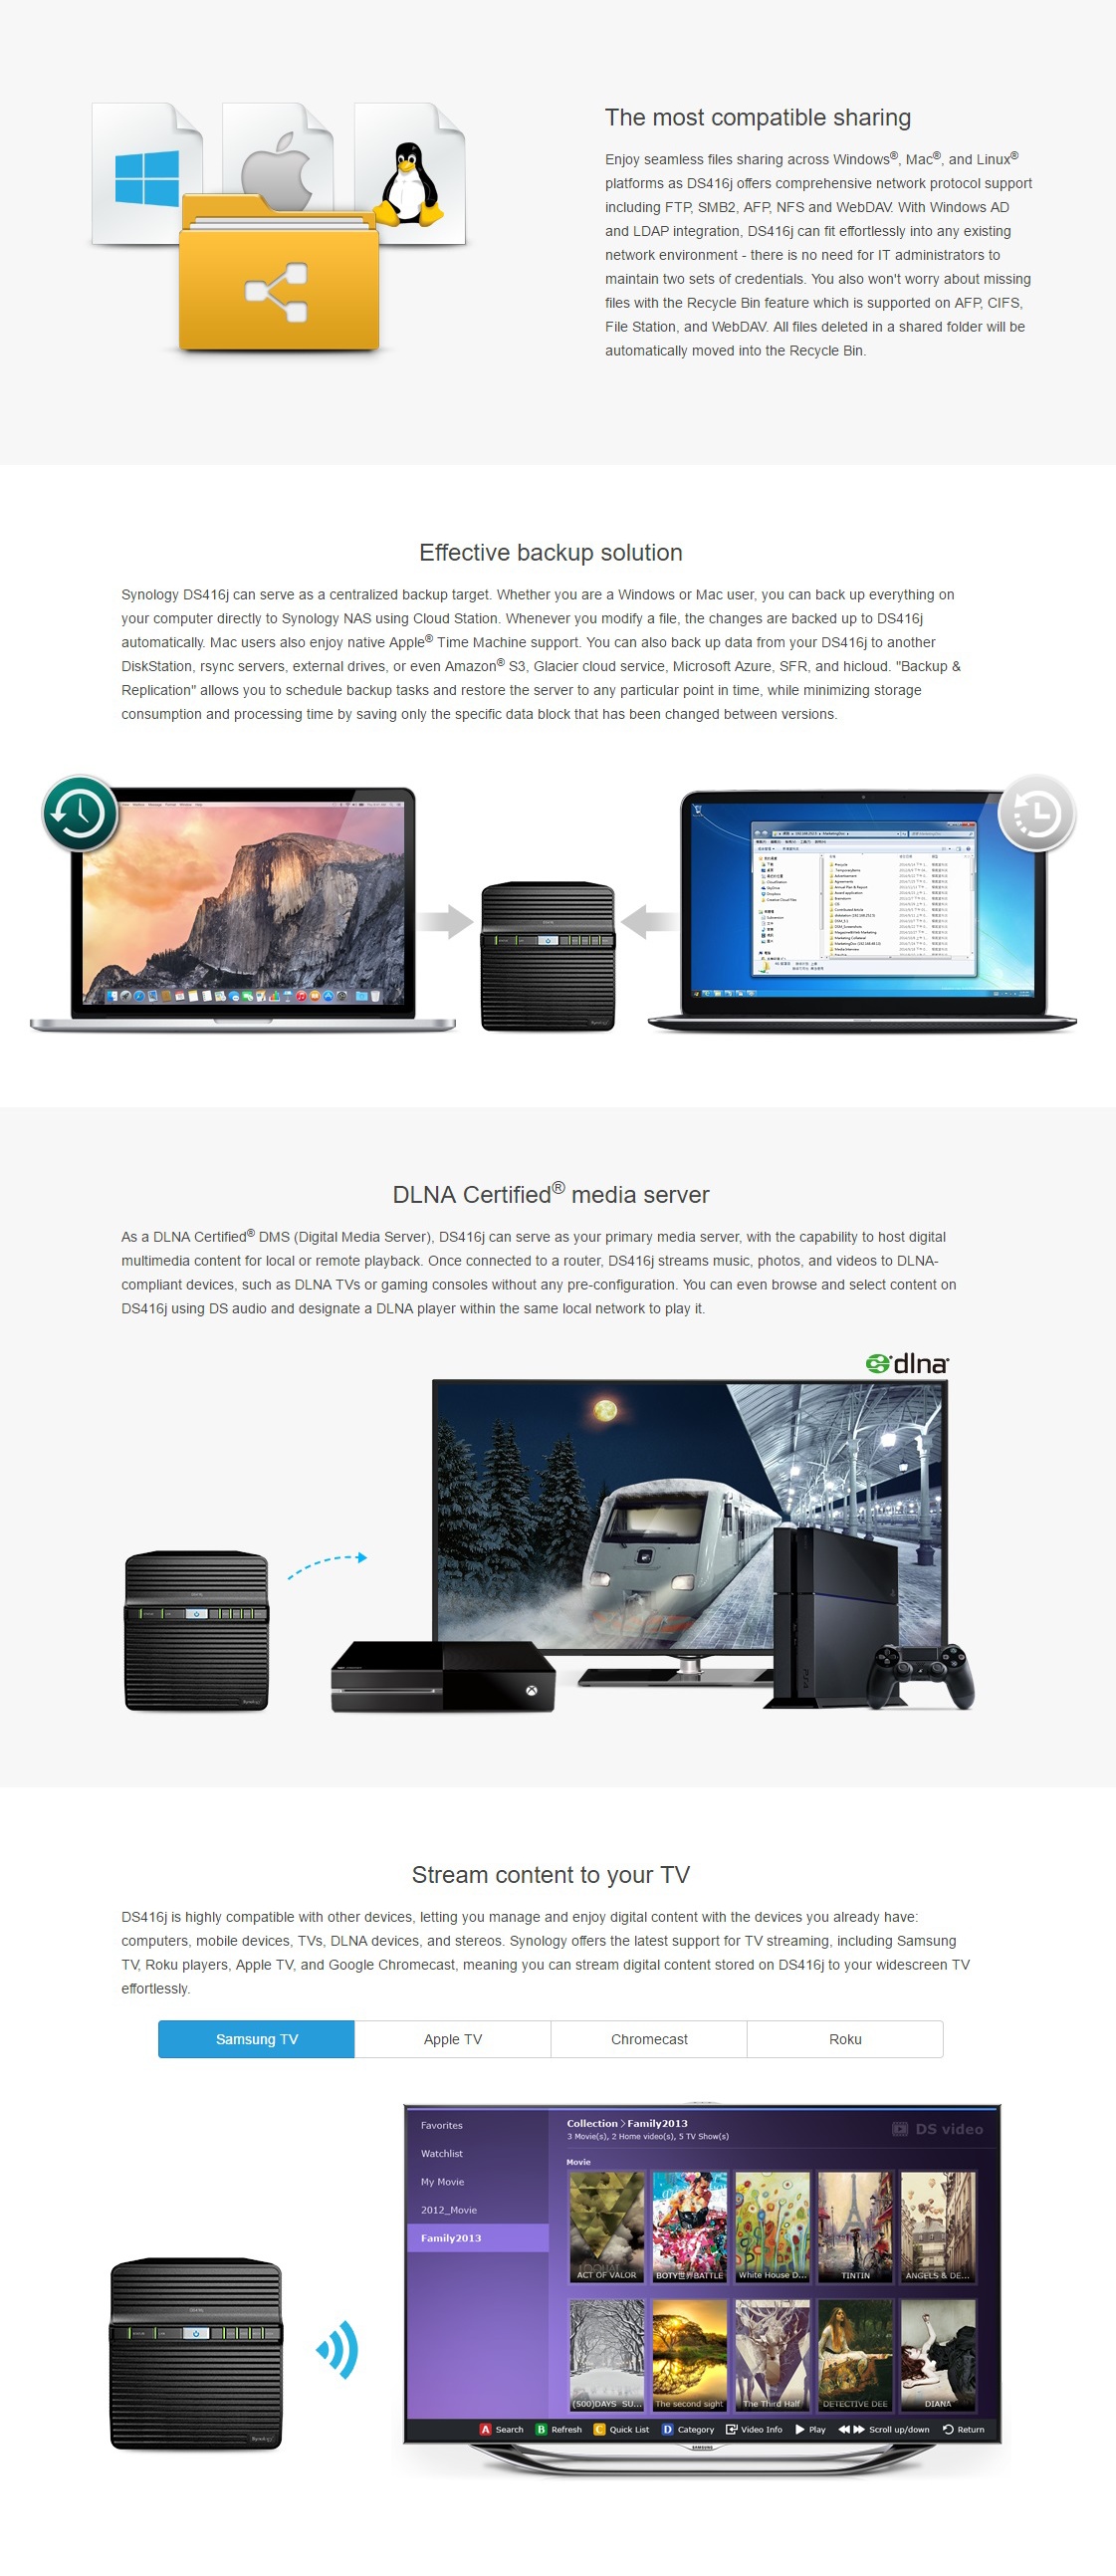 The most compatible sharing
Enjoy seamless files sharing across Windows®, Mac®, and Linux®
platforms as DS416j offers comprehensive network protocol support
including FTP, SMB2, AFP, NFS and WebDAV. With Windows AD
and LDAP integration, DS416j can fit effortlessly into any existing
network environment - there is no need for IT administrators to
maintain two sets of credentials. You also won't worry about missing
files with the Recycle Bin feature which is supported on AFP, CIFS,
File Station, and WebDAV. All files deleted in a shared folder will be
automatically moved into the Recycle Bin.
Effective backup solution
Synology DS416j can serve as a centralized backup target. Whether you are a Windows or Mac user, you can back up everything on
your computer directly to Synology NAS using Cloud Station. Whenever you modify a file, the changes are backed up to DS416j
automatically. Mac users also enjoy native Apple® Time Machine support. You can also back up data from your DS416j to another
DiskStation, rsync servers, external drives, or even Amazon® S3, Glacier cloud service, Microsoft Azure, SFR, and hicloud. "Backup &
Replication" allows you to schedule backup tasks and restore the server to any particular point in time, while minimizing storage
consumption and processing time by saving only the specific data block that has been changed between versions.
DLNA Certified® media server
As a DLNA Certified® DMS (Digital Media Server), DS416j can serve as your primary media server, with the capability to host digital
multimedia content for local or remote playback. Once connected to a router, DS416j streams music, photos, and videos to DLNA-
compliant devices, such as DLNA TVs or gaming consoles without any pre-configuration. You can even browse and select content on
DS416j using DS audio and designate a DLNA player within the same local network to play it.
dlna
PS4
Synology
Stream content to your TV
DS416j is highly compatible with other devices, letting you manage and enjoy digital content with the devices you already have:
computers, mobile devices, TVs, DLNA devices, and stereos. Synology offers the latest support for TV streaming, including Samsung
TV, Roku players, Apple TV, and Google Chromecast, meaning you can stream digital content stored on DS416j to your widescreen TV
effortlessly.
Samsung TV Apple TV Chromecast Roku
Favorites
Watchlist
My Movie
2012_Movie
Family2013
Collection > Family2013
3 Movie(s), 2 Home video(s), 5 TV Show(s)
DS video
Movie
ACT OF VALOR BOTY世界BATTLE White House D... TINTIN ANGELS & DE...
(500)DAYS SU... The second sight The Third Half DETECTIVE DEE DIANA
A Search B Refresh C Quick List D Category Video Info Play Scroll up/down Return
SAMSUNG
Synology